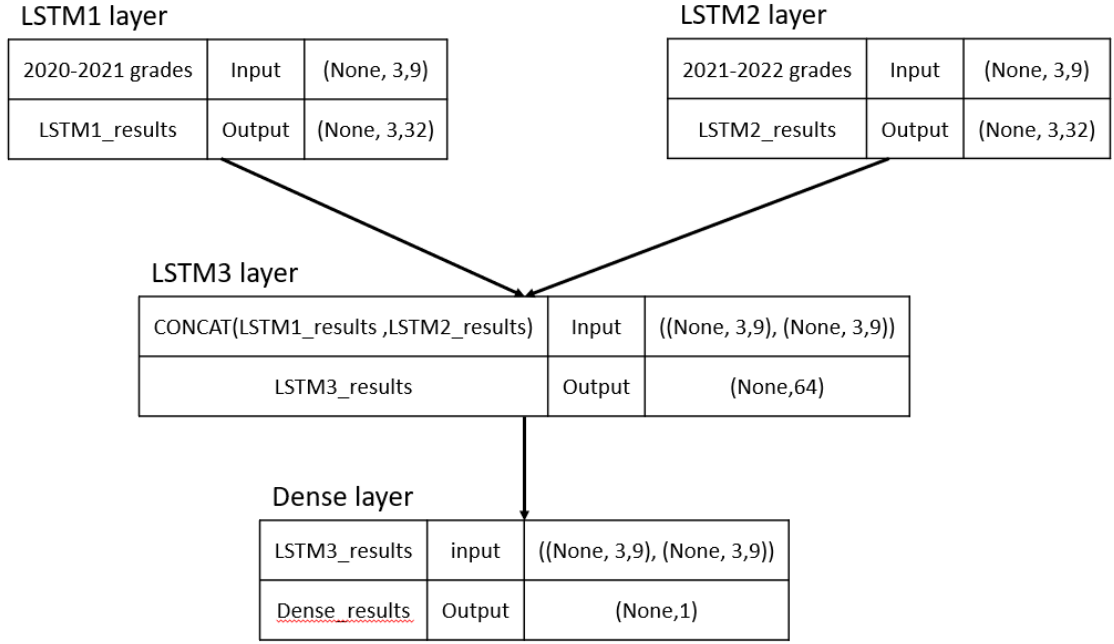 LSTM1 layer
2020-2021 grades Input (None, 3,9)
LSTM1_results Output (None, 3,32)
LSTM2 layer
2021-2022 grades Input (None, 3,9)
LSTM2_results Output (None, 3,32)
LSTM3 layer
CONCAT(LSTM1_results ,LSTM2_results) Input ((None, 3,9), (None, 3,9))
LSTM3_results Output (None,64)
Dense layer
LSTM3_results input ((None, 3,9), (None, 3,9))
Dense_results Output (None,1)